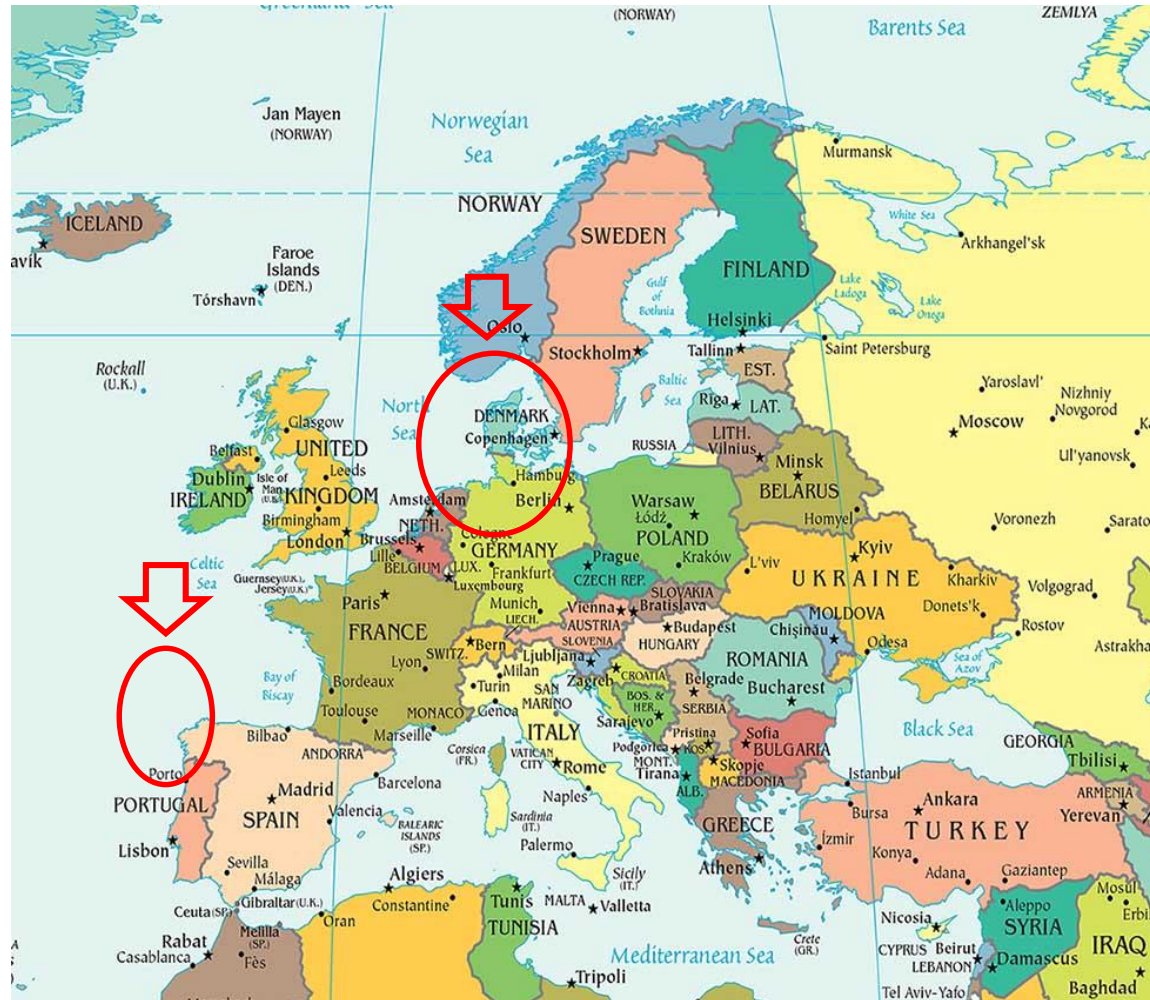 Greenland Sea
(NORWAY)
ZEMLYA
Barents Sea
Jan Mayen
(NORWAY)
Norwegian
Sea
Murmansk
ICELAND
NORWAY
SWEDEN
White Sea
FINLAND
Arkhangel'sk
avík
Faroe
Islands
(DEN.)
Tórshavn
Gulf
of
Bothnia
Lake
Ladoga
Lake
Onega
Oslo
Helsinki
Stockholm
Tallinn
Saint Petersburg
Rockall
(U.K.)
EST.
Baltic
Sea
Riga
LAT.
Yaroslavl'
Nizhniy
Novgorod
Moscow
Ka
North
Sea
DENMARK
Copenhagen
Glasgow
RUSSIA
LITH.
Vilnius
Ul'yanovsk
UNITED
KINGDOM
Belfast
Leeds
Isle of
Man
(U.K.)
Dublin
IRELAND
Minsk
BELARUS
Hamburg
Berlin
Amsterdam
NETH.
Warsaw
Łódź
POLAND
Homyel
Voronezh
Sarato
Birmingham
London
Celtic
Sea
Brussels
Lille
BELGIUM
Cologne
GERMANY
LUX.
Frankfurt
Luxembourg
Prague
CZECH REP.
Kraków
L'viv
Kyiv
UKRAINE
Kharkiv
Volgograd
Guernsey(U.K.)
Jersey(U.K.)
Paris
Munich
LIECH.
SLOVAKIA
Vienna
Bratislava
AUSTRIA
Donets'k
MOLDOVA
Chișinău
Rostov
Astrakha
FRANCE
Bern
SWITZ.
SLOVENIA
Budapest
HUNGARY
Odesa
Sea of
Azov
Lyon
Ljubljana
Milan
Zagreb
CROATIA
ROMANIA
Bay of
Biscay
Bordeaux
Turin
SAN
MARINO
Belgrade
Bucharest
Toulouse
MONACO
Genoa
BOS. &
HER.
SERBIA
Sarajevo
Black Sea
Bilbao
ANDORRA
Marseille
ITALY
Pristina
KOS.
Sofia
BULGARIA
GEORGIA
Tbilisi
Corsica
(FR.)
VATICAN
CITY
Rome
Podgorica
MONT.
Skopje
MACEDONIA
Porto
Barcelona
Tirana
ALB.
Istanbul
Madrid
Naples
Ankara
ARMENIA
Yerevan
PORTUGAL
SPAIN
Valencia
BALEARIC
ISLANDS
(SP.)
Sardinia
(IT.)
GREECE
Bursa
TURKEY
Lisbon
Palermo
İzmir
Konya
Sevilla
Málaga
Sicily
(IT.)
Athens
Adana
Gaziantep
Gibraltar(U.K.)
Algiers
Constantine
Tunis
MALTA
Valletta
Aleppo
Mosul
Erbi
Ceuta(SP.)
Oran
TUNISIA
Nicosia
SYRIA
Melilla
(SP.)
Rabat
Casablanca
Fès
Crete
(GR.)
CYPRUS
Beirut
LEBANON
Damascus
IRAQ
Mediterranean Sea
Tripoli
Tel Aviv-Yafo
Baghdad